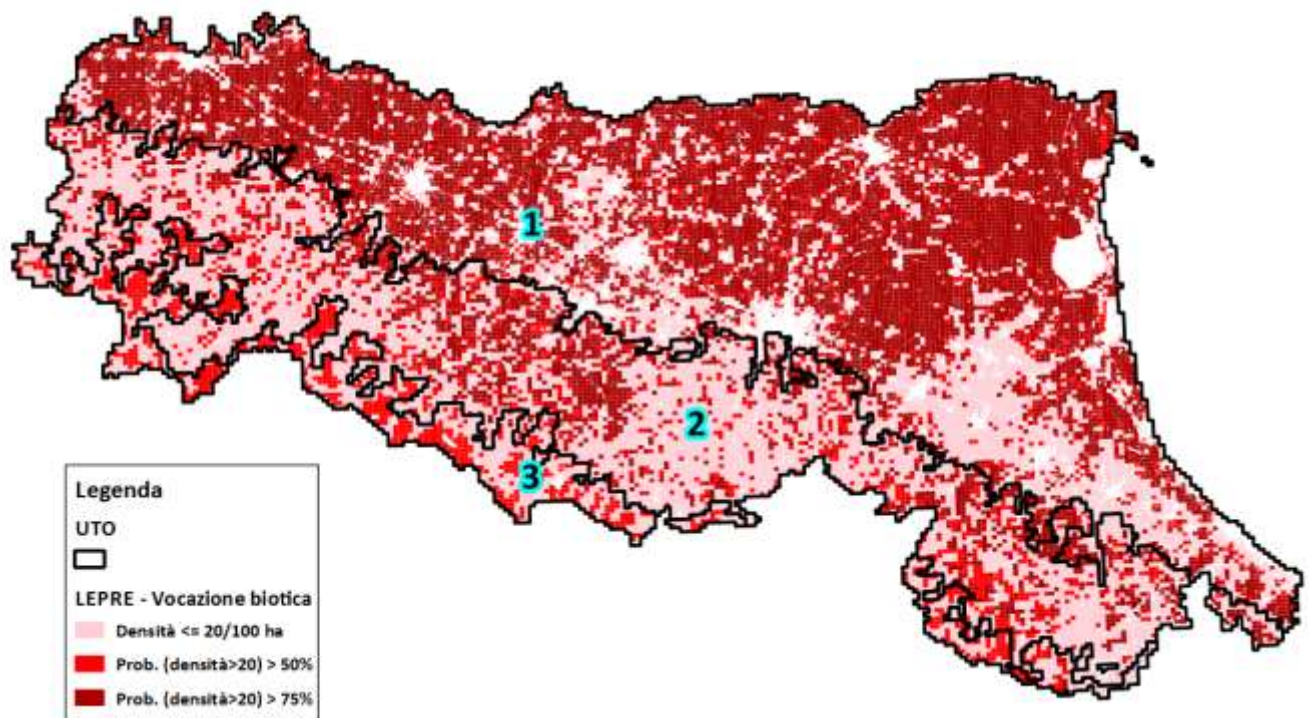 1
2
3
Legenda
UTO
LEPRE - Vocazione biotica
Densità <= 20/100 ha
Prob. (densità>20) > 50%
Prob. (densità>20) > 75%